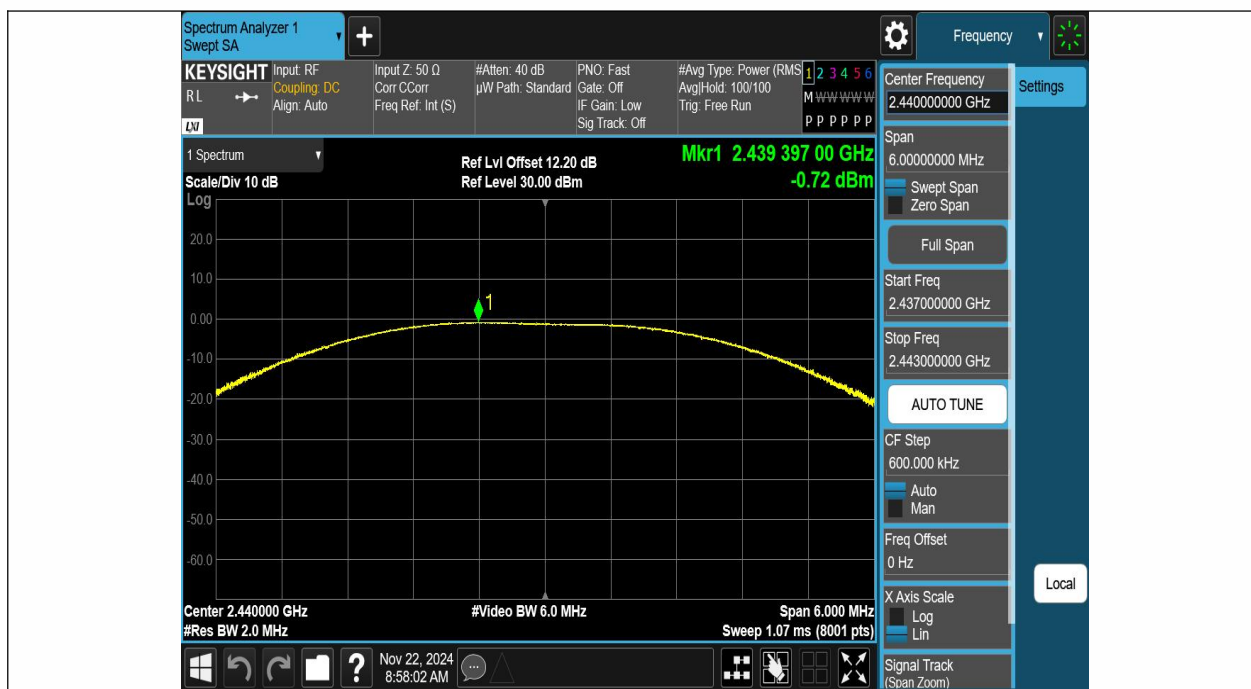 Spectrum Analyzer 1
Swept SA
+
Frequency
KEYSIGHT
RL
LXI
Input: RF
Coupling: DC
Align: Auto
Input Z: 50 Ω
Corr CCorr
Freq Ref: Int (S)
#Atten: 40 dB
µW Path: Standard
PNO: Fast
Gate: Off
IF Gain: Low
Sig Track: Off
#Avg Type: Power (RMS
Avg|Hold: 100/100
Trig: Free Run
1 2 3 4 5 6
M W W W W W
P P P P P P
Center Frequency
2.440000000 GHz
Settings
Span
6.00000000 MHz
Swept Span
Zero Span
Full Span
Start Freq
2.437000000 GHz
Stop Freq
2.443000000 GHz
AUTO TUNE
CF Step
600.000 kHz
Auto
Man
Freq Offset
0 Hz
X Axis Scale
Log
Lin
Local
Signal Track
(Span Zoom)
1 Spectrum
Scale/Div 10 dB
Log
Ref Lvl Offset 12.20 dB
Ref Level 30.00 dBm
Mkr1 2.439 397 00 GHz
-0.72 dBm
1
20.0
10.0
0.00
-10.0
-20.0
-30.0
-40.0
-50.0
-60.0
Center 2.440000 GHz
#Res BW 2.0 MHz
#Video BW 6.0 MHz
Span 6.000 MHz
Sweep 1.07 ms (8001 pts)
?
Nov 22, 2024
8:58:02 AM